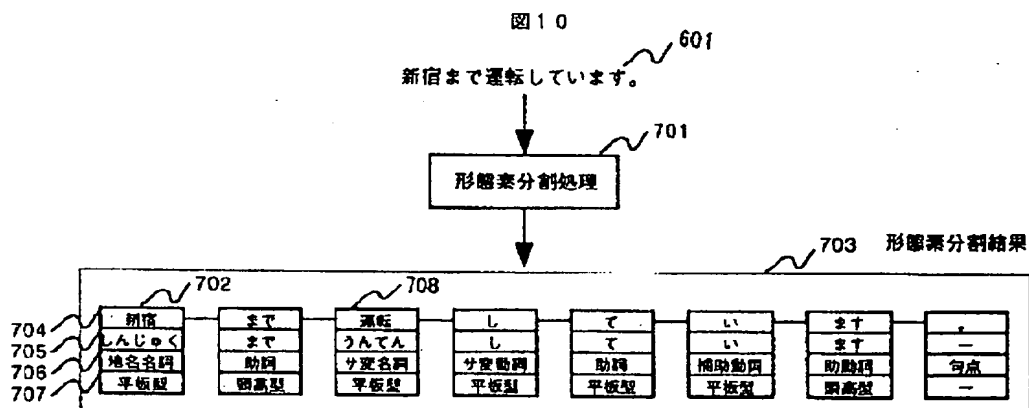 図10
601
新宿まで運転しています。
701
形態素分割処理
703 形態素分割結果
702 708
704 新宿 まで 運転 し て い ます 。
705 しんじゅく まで うんてん し て い ます ー
706 地名名詞 助詞 サ変名詞 サ変動詞 助詞 補助動詞 助動詞 句点
707 平板型 頭高型 平板型 平板型 平板型 平板型 頭高型 ー